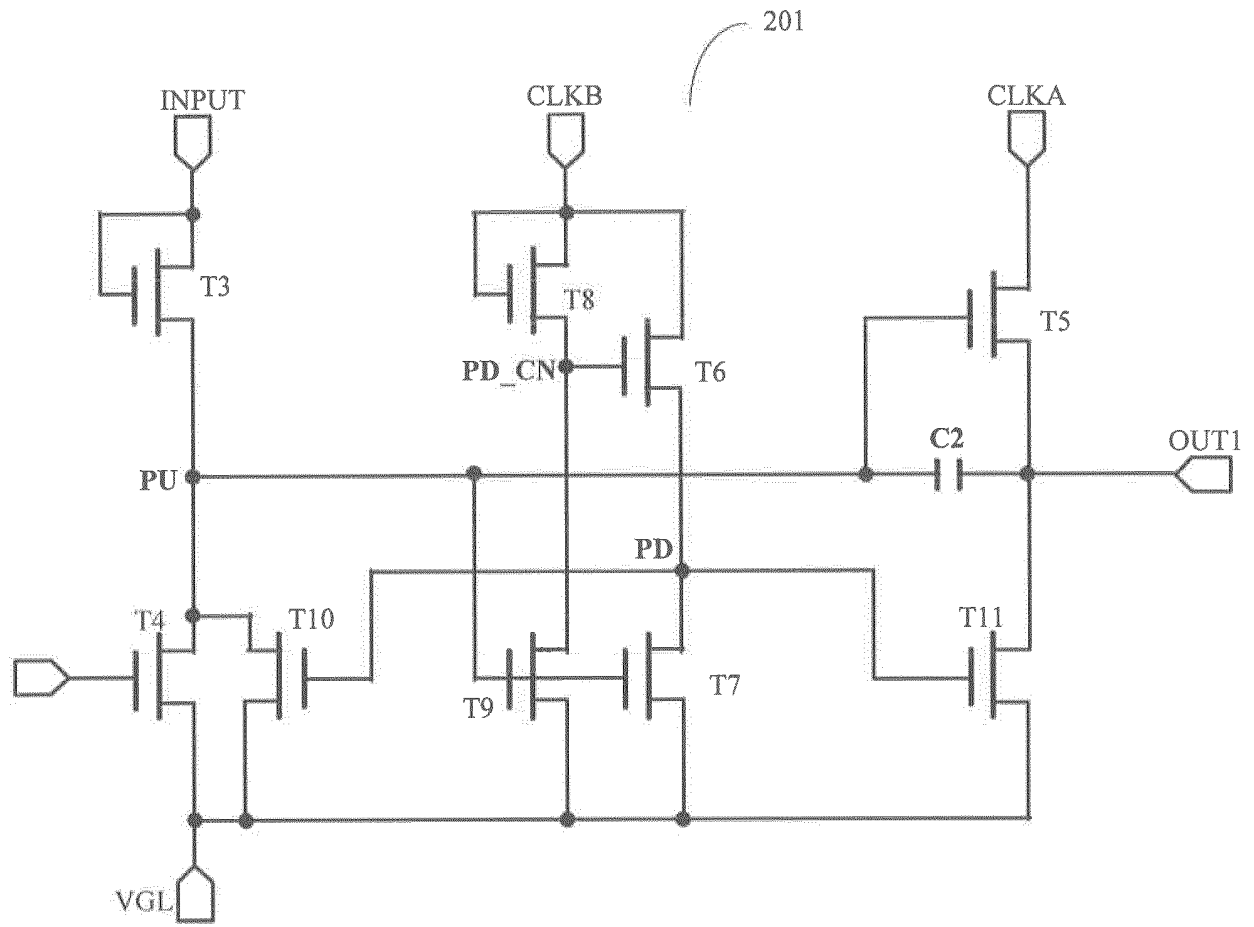 201
INPUT
CLKB
CLKA
T3
T8
T5
PD_CN
T6
C2
OUT1
PU
PD
T4
T10
T11
T9
T7
VGL